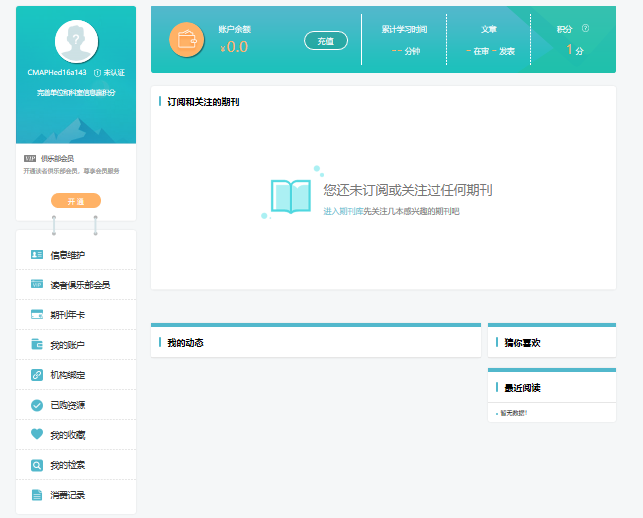 CMAPHed16a143 未认证
完善单位和科室信息赢积分
VIP 俱乐部会员
开通读者俱乐部会员，尊享会员服务
开 通
信息维护
VIP 读者俱乐部会员
期刊年卡
我的账户
机构绑定
已购资源
我的收藏
我的检索
消费记录
账户余额
¥0.0
充值
累计学习时间
-- 分钟
文章
- 在审 - 发表
积分 ?
1 分
订阅和关注的期刊
您还未订阅或关注过任何期刊
进入期刊库先关注几本感兴趣的期刊吧
我的动态
猜你喜欢
最近阅读
暂无数据!